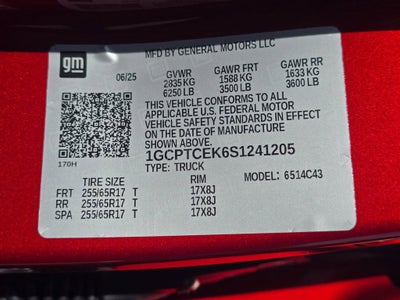 gm
MFD BY GENERAL MOTORS LLC
06/25 GVWR GAWR FRT GAWR RR
2835 KG 1588 KG 1633 KG
6250 LB 3500 LB 3600 LB
THIS VEHICLE CONFORMS TO ALL
APPLICABLE U.S. FEDERAL MOTOR
VEHICLE SAFETY STANDARDS IN EFFECT
ON THE DATE OF MANUFACTURE
SHOWN ABOVE.
170H
1GCPTCEK6S1241205
TYPE: TRUCK
MODEL: 6514C43
TIRE SIZE RIM
FRT 255/65R17 T 17X8J
RR 255/65R17 T 17X8J
SPA 255/65R17 T 17X8J